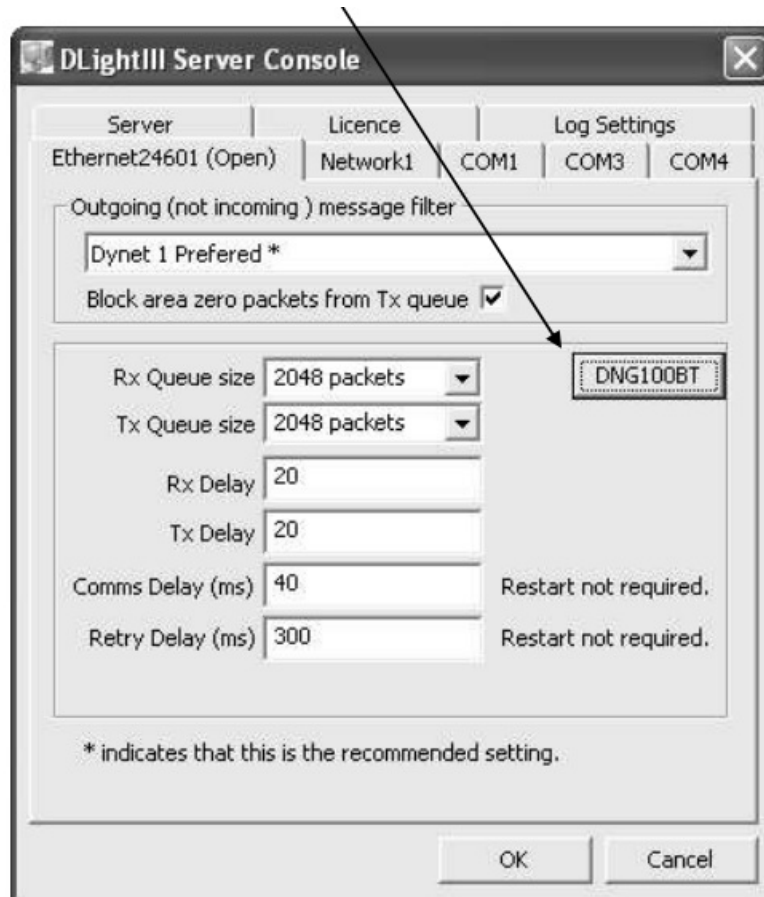 DLightIII Server Console
Server Licence Log Settings
Ethernet24601 (Open) Network1 COM1 COM3 COM4
Outgoing (not incoming ) message filter
Dynet 1 Prefered *
Block area zero packets from Tx queue
Rx Queue size 2048 packets DNG100BT
Tx Queue size 2048 packets
Rx Delay 20
Tx Delay 20
Comms Delay (ms) 40 Restart not required.
Retry Delay (ms) 300 Restart not required.
* indicates that this is the recommended setting.
OK Cancel